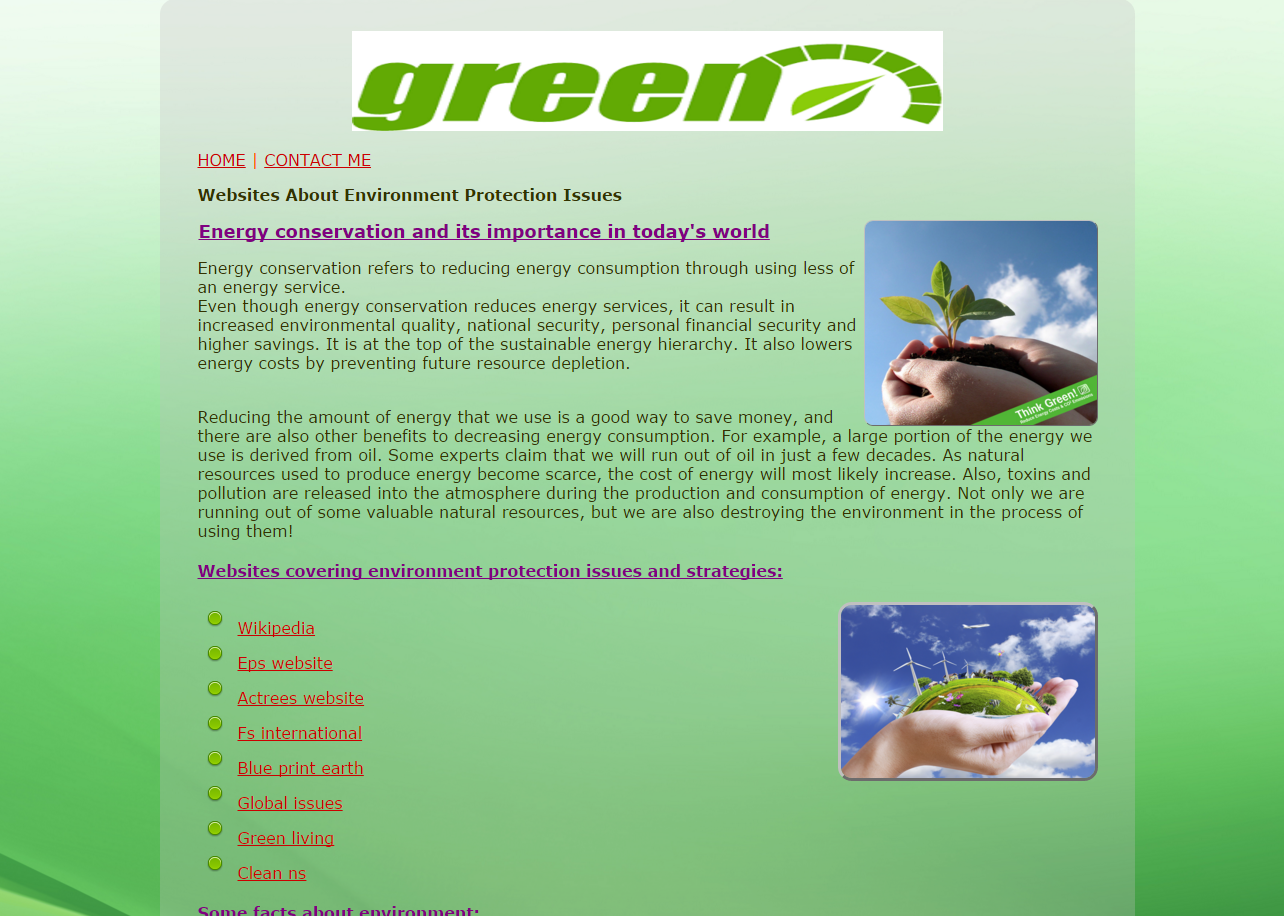 green
HOME | CONTACT ME
Websites About Environment Protection Issues
Energy conservation and its importance in today's world
Energy conservation refers to reducing energy consumption through using less of
an energy service.
Even though energy conservation reduces energy services, it can result in
increased environmental quality, national security, personal financial security and
higher savings. It is at the top of the sustainable energy hierarchy. It also lowers
energy costs by preventing future resource depletion.
Think Green!
Reducing the amount of energy that we use is a good way to save money, and
there are also other benefits to decreasing energy consumption. For example, a large portion of the energy we
use is derived from oil. Some experts claim that we will run out of oil in just a few decades. As natural
resources used to produce energy become scarce, the cost of energy will most likely increase. Also, toxins and
pollution are released into the atmosphere during the production and consumption of energy. Not only we are
running out of some valuable natural resources, but we are also destroying the environment in the process of
using them!
Websites covering environment protection issues and strategies:
Wikipedia
Eps website
Actrees website
Fs international
Blue print earth
Global issues
Green living
Clean ns
Some facts about environment: